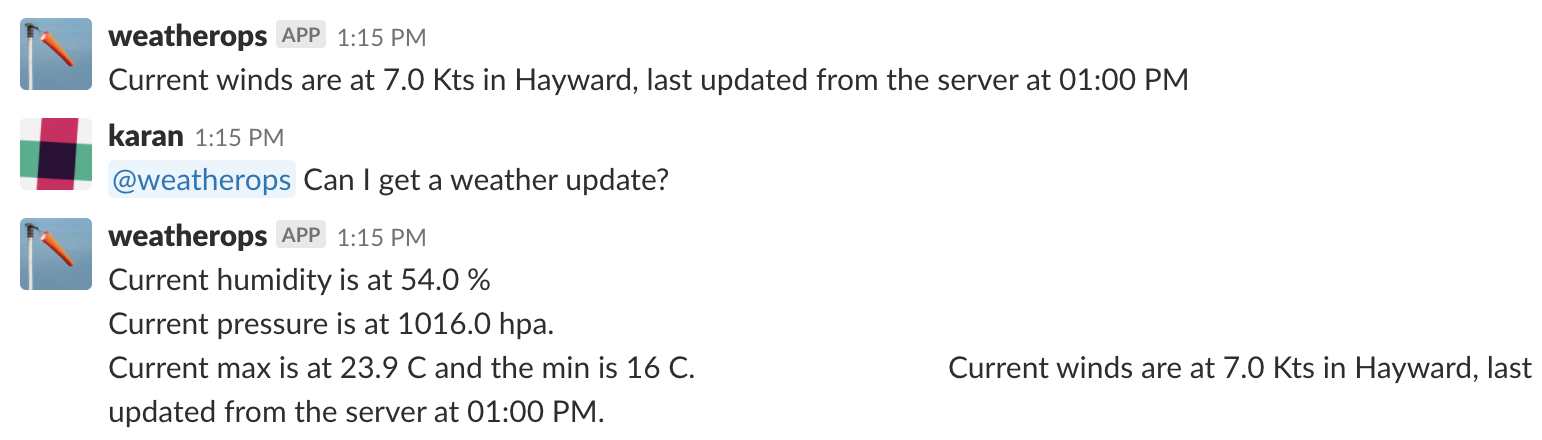 weatherops APP 1:15 PM
Current winds are at 7.0 Kts in Hayward, last updated from the server at 01:00 PM
karan 1:15 PM
@weatherops Can I get a weather update?
weatherops APP 1:15 PM
Current humidity is at 54.0 %
Current pressure is at 1016.0 hpa.
Current max is at 23.9 C and the min is 16 C. Current winds are at 7.0 Kts in Hayward, last
updated from the server at 01:00 PM.